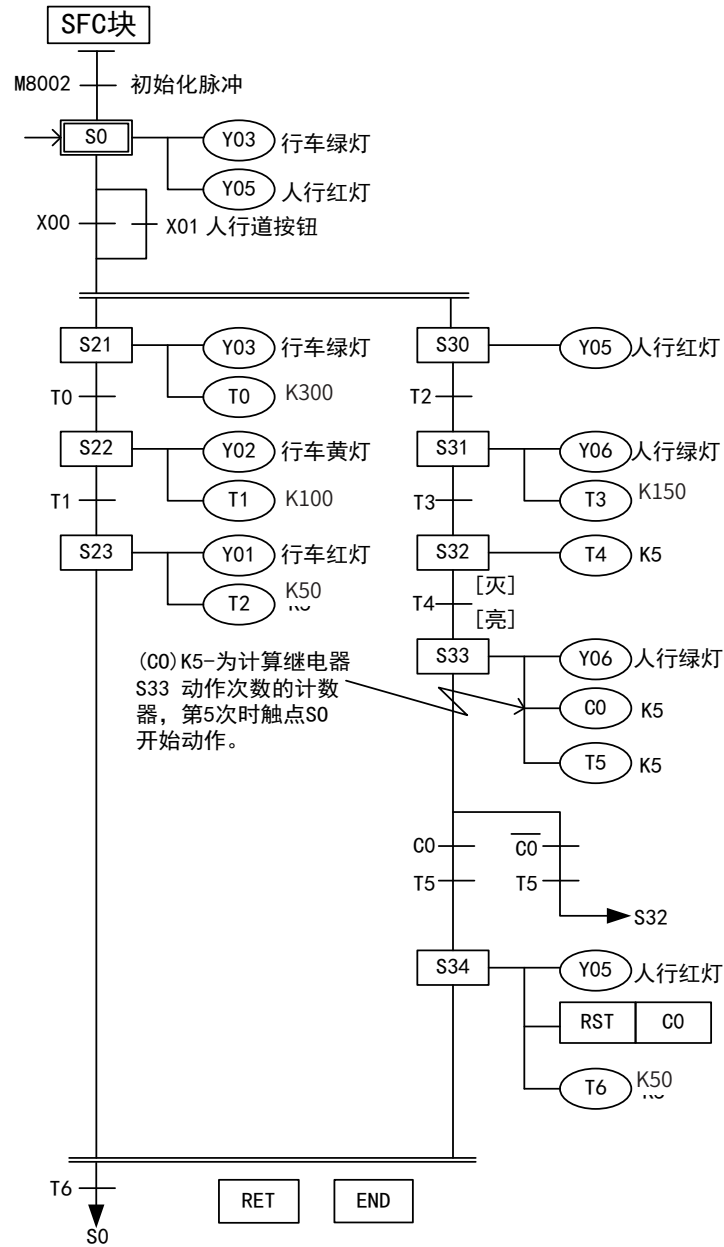 SFC块
M8002 初始化脉冲
S0 Y03 行车绿灯
Y05 人行红灯
X00 X01 人行道按钮
S21 Y03 行车绿灯 S30 Y05 人行红灯
T0 T0 K300 T2
S22 Y02 行车黄灯 S31 Y06 人行绿灯
T1 T1 K100 T3 T3 K150
S23 Y01 行车红灯 S32 T4 K5
T2 K50 T4 [灭]
[亮]
(C0)K5-为计算继电器 S33 Y06 人行绿灯
S33 动作次数的计数 C0 K5
器，第5次时触点S0
开始动作。 T5 K5
C0 C0
T5 T5
S32
S34 Y05 人行红灯
RST C0
T6 K50
T6 RET END
S0